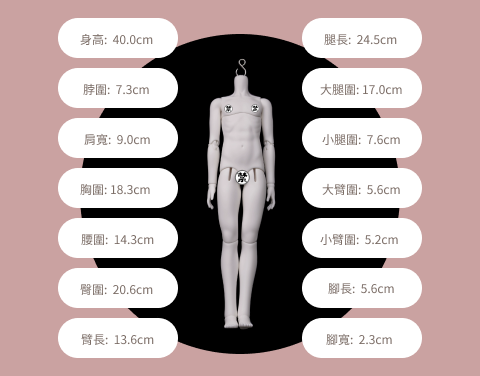 身高: 40.0cm
脖圍: 7.3cm
肩寬: 9.0cm
胸圍: 18.3cm
腰圍: 14.3cm
臀圍: 20.6cm
臂長: 13.6cm
腿長: 24.5cm
大腿圍: 17.0cm
小腿圍: 7.6cm
大臂圍: 5.6cm
小臂圍: 5.2cm
腳長: 5.6cm
腳寬: 2.3cm
禁
禁
禁